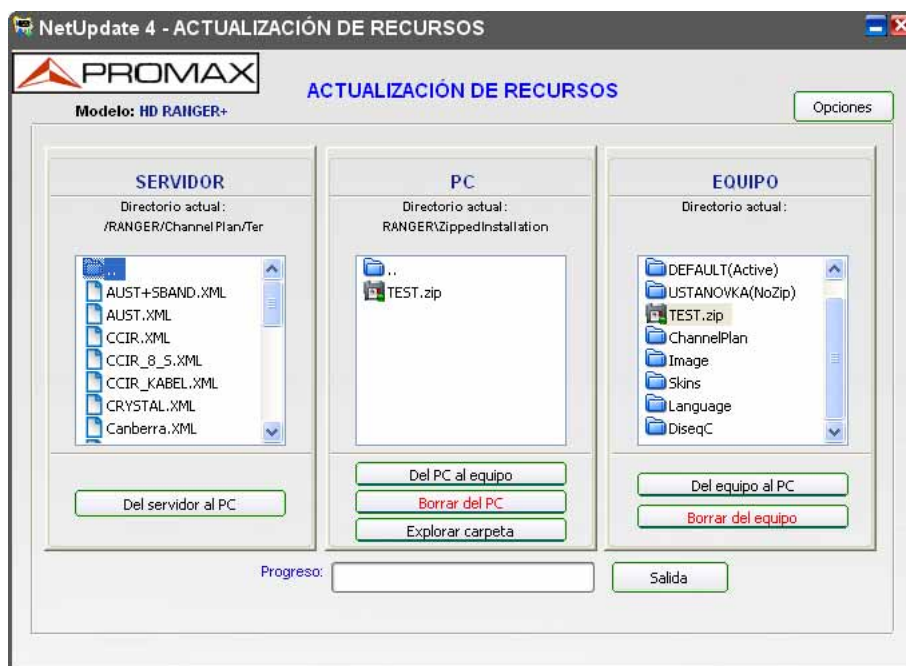 NetUpdate 4 - ACTUALIZACIÓN DE RECURSOS
PROMAX
ACTUALIZACIÓN DE RECURSOS
Modelo: HD RANGER+
Opciones
SERVIDOR
Directorio actual:
/RANGER/ChannelPlan/Ter
..
AUST+SBAND.XML
AUST.XML
CCIR.XML
CCIR_8_S.XML
CCIR_KABEL.XML
CRYSTAL.XML
Canberra.XML
Del servidor al PC
PC
Directorio actual:
RANGER\ZippedInstallation
..
TEST.zip
Del PC al equipo
Borrar del PC
Explorar carpeta
EQUIPO
Directorio actual:
DEFAULT(Active)
USTANOVKA(NoZip)
TEST.zip
ChannelPlan
Image
Skins
Language
DiseqC
Del equipo al PC
Borrar del equipo
Progreso:
Salida